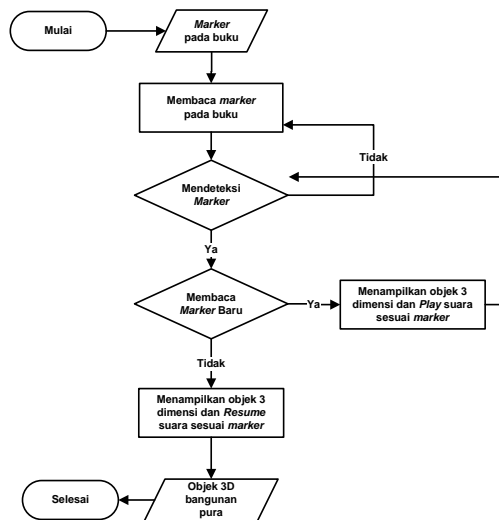 Mulai
Marker
pada buku
Membaca marker
pada buku
Tidak
Mendeteksi
Marker
Ya
Membaca
Marker Baru
Ya
Menampilkan objek 3
dimensi dan Play suara
sesuai marker
Tidak
Menampilkan objek 3
dimensi dan Resume
suara sesuai marker
Selesai
Objek 3D
bangunan
pura